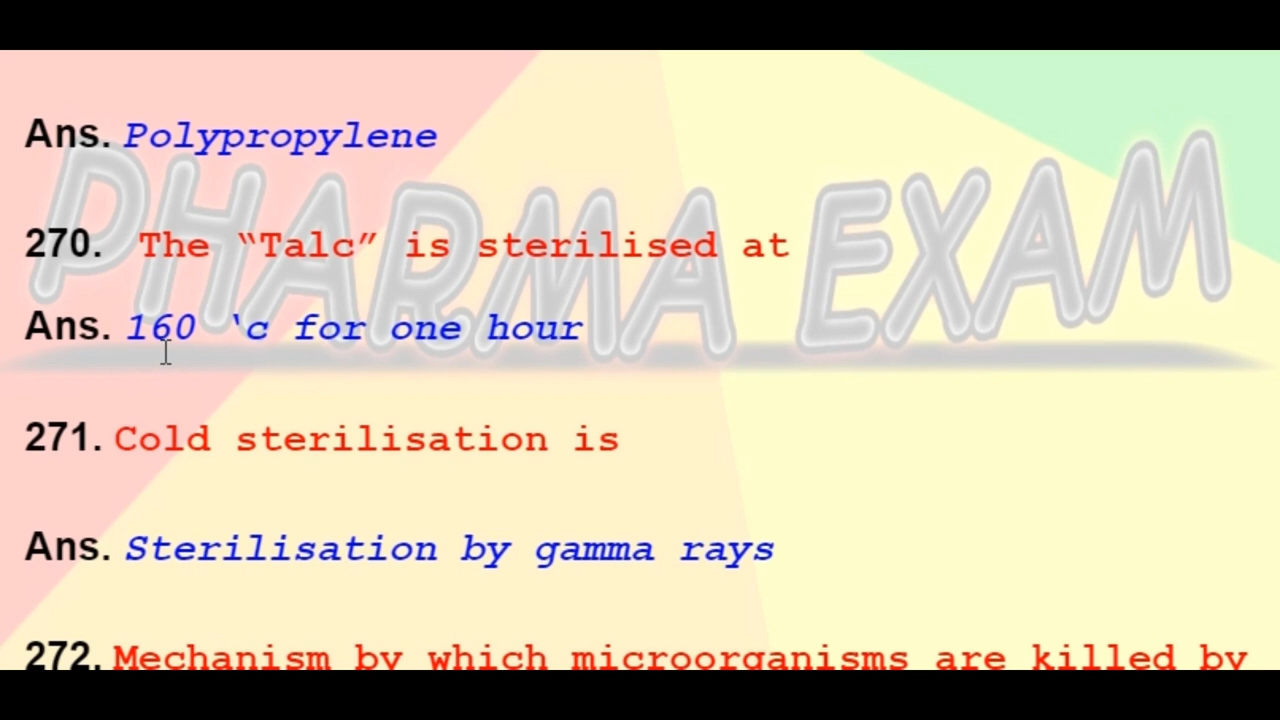 Ans. Polypropylene
270. The “Talc” is sterilised at
Ans. 160 ‘c for one hour
271. Cold sterilisation is
Ans. Sterilisation by gamma rays
272. Mechanism by which microorganisms are killed by
PHARMA EXAM